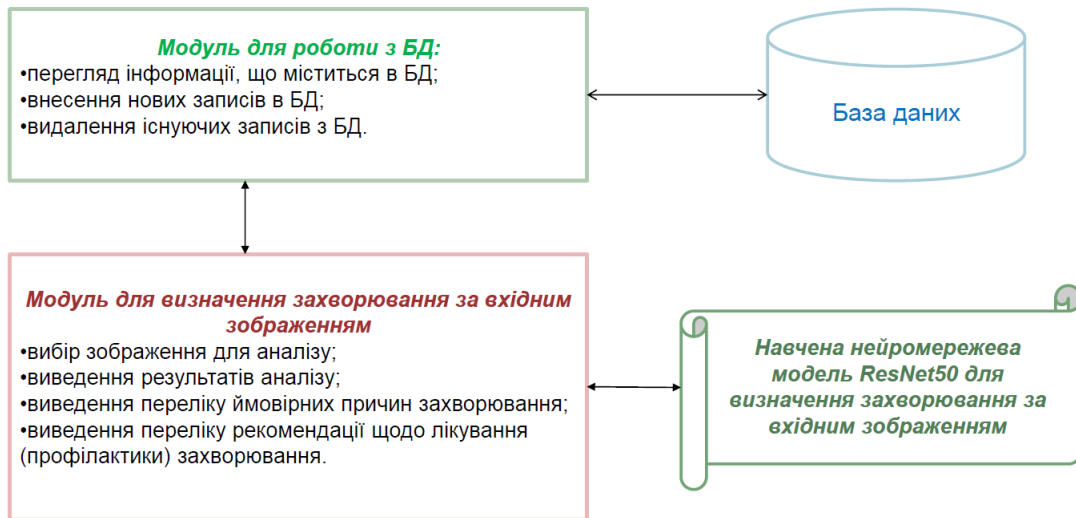 Модуль для роботи з БД:
•перегляд інформації, що міститься в БД;
•внесення нових записів в БД;
•видалення існуючих записів з БД.
База даних
Модуль для визначення захворювання за вхідним
зображенням
•вибір зображення для аналізу;
•виведення результатів аналізу;
•виведення переліку ймовірних причин захворювання;
•виведення переліку рекомендації щодо лікування
(профілактики) захворювання.
Навчена нейромережева
модель ResNet50 для
визначення захворювання за
вхідним зображенням